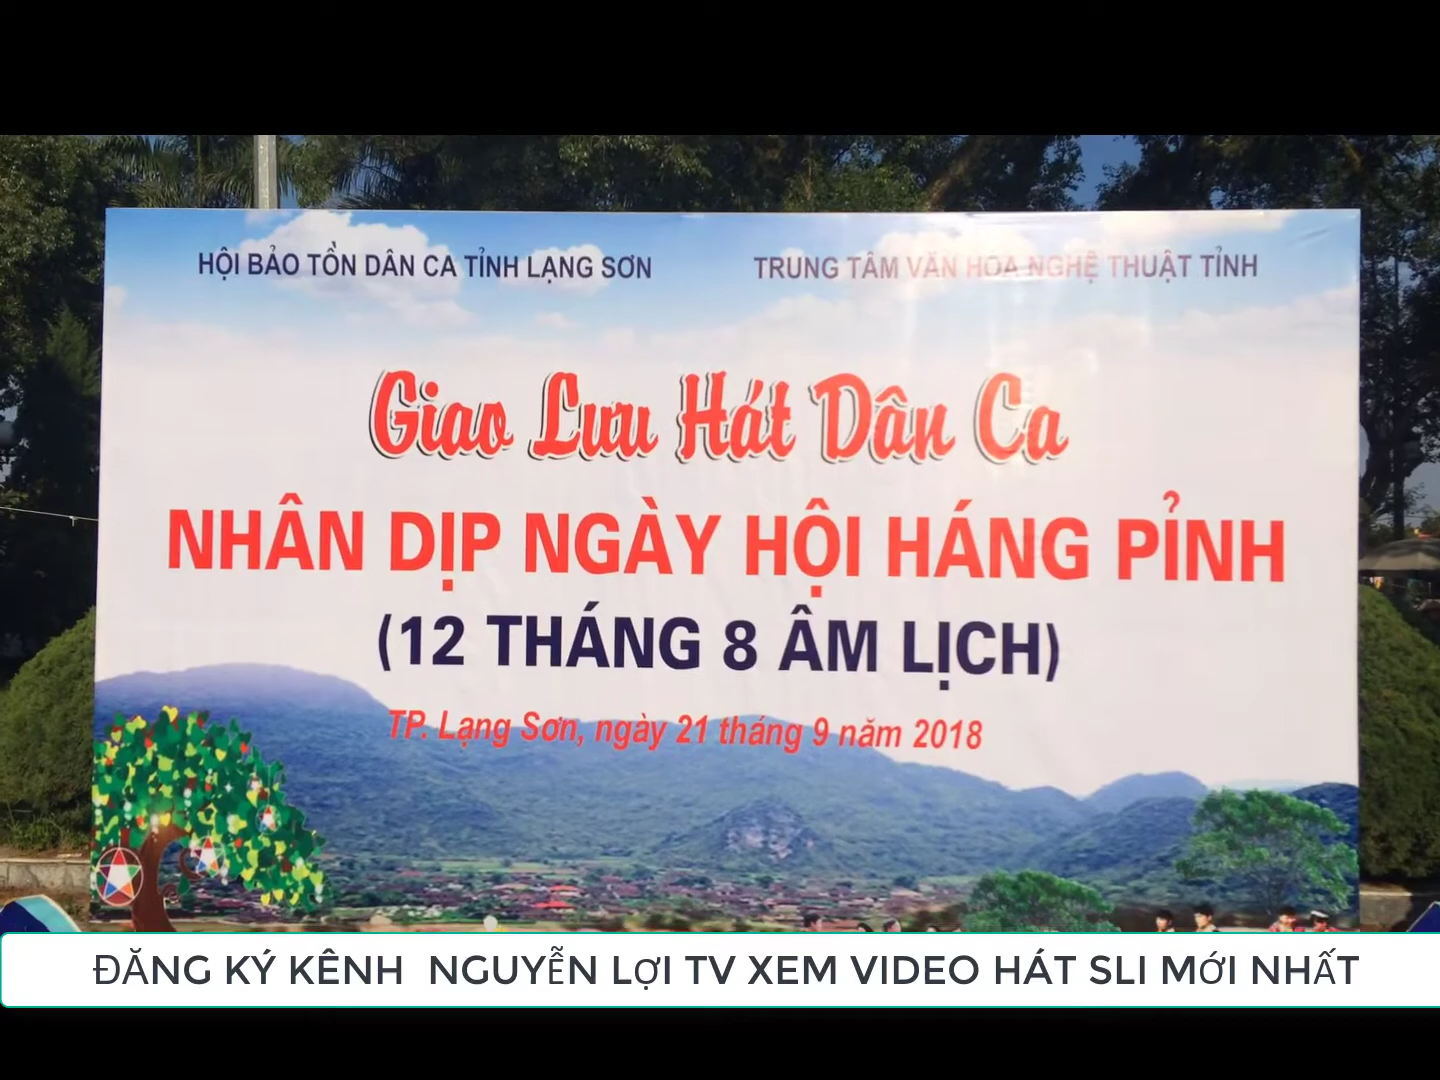 HỘI BẢO TỒN DÂN CA TỈNH LẠNG SƠN
TRUNG TÂM VĂN HOA NGHỆ THUẬT TỈNH
Giao Lưu Hát Dân Ca
NHÂN DỊP NGÀY HỘI HÁNG PỈNH
(12 THÁNG 8 ÂM LỊCH)
TP. Lạng Sơn, ngày 21 tháng 9 năm 2018
ĐĂNG KÝ KÊNH NGUYỄN LỢI TV XEM VIDEO HÁT SLI MỚI NHẤT